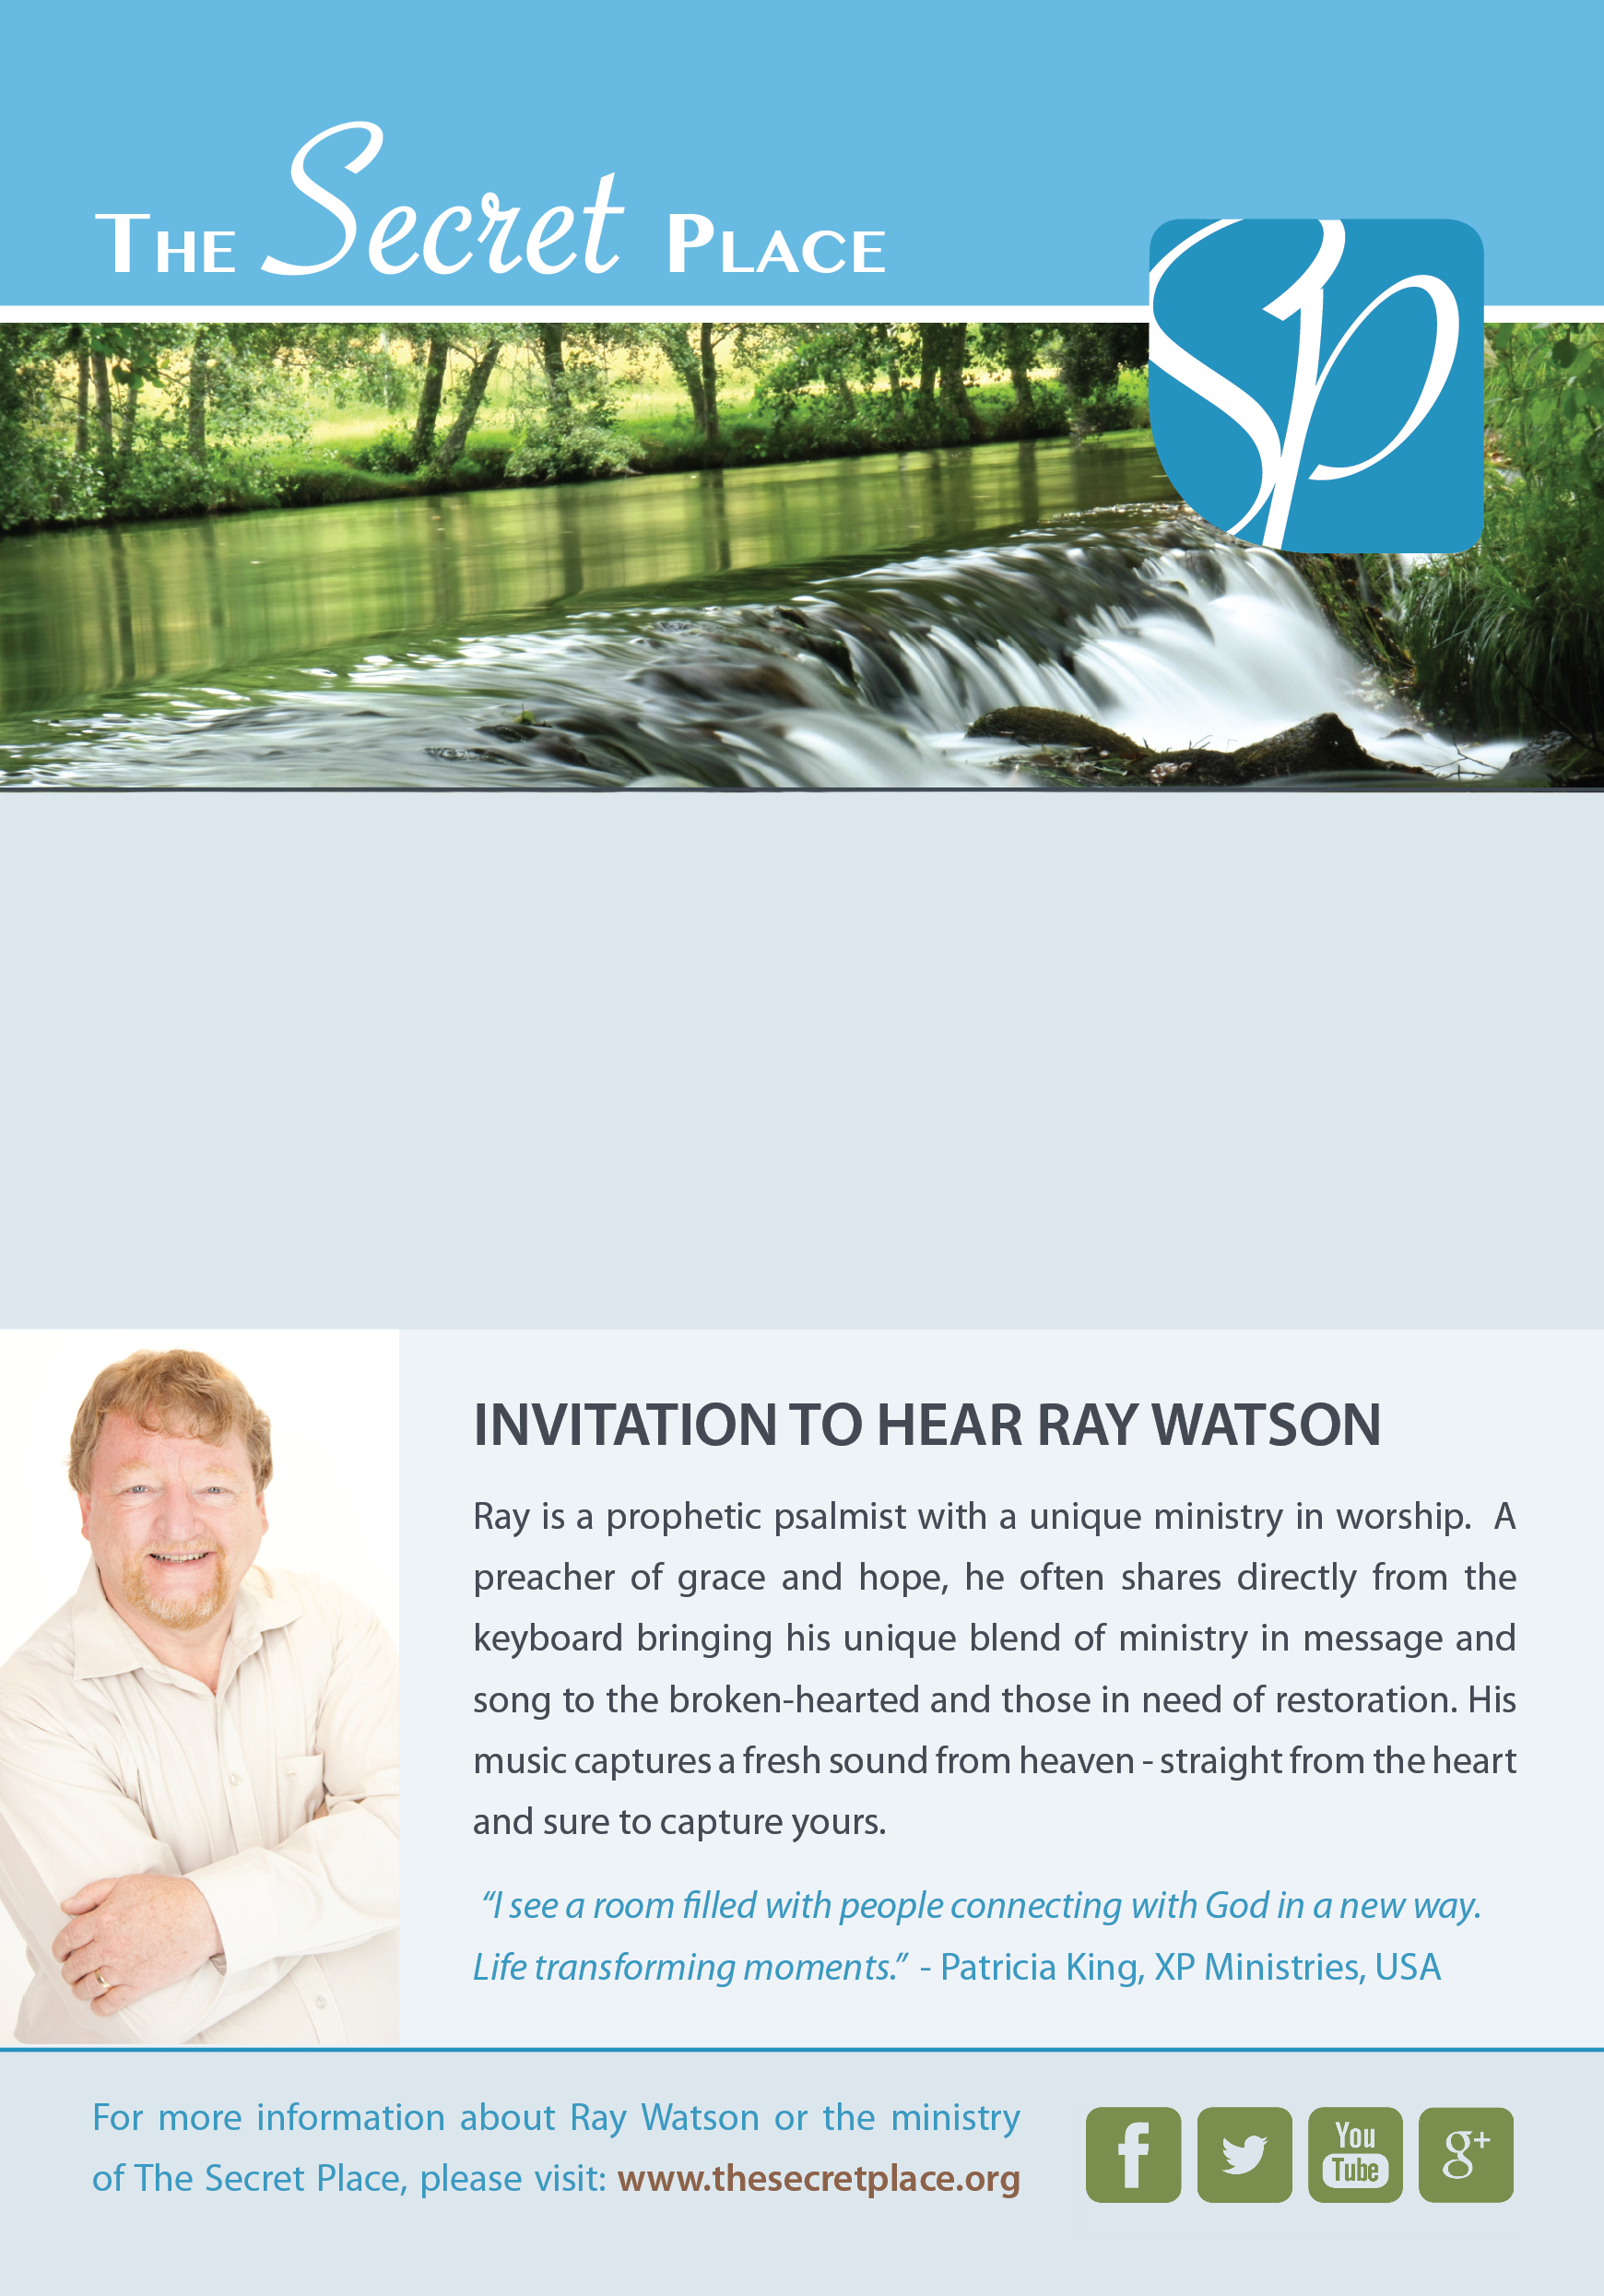 THE Secret PLACE
Sp
INVITATION TO HEAR RAY WATSON
Ray is a prophetic psalmist with a unique ministry in worship.  A
preacher of grace and hope, he often shares directly from the
keyboard bringing his unique blend of ministry in message and
song to the broken-hearted and those in need of restoration. His
music captures a fresh sound from heaven - straight from the heart
and sure to capture yours.
“I see a room filled with people connecting with God in a new way.
Life transforming moments.” - Patricia King, XP Ministries, USA
For more information about Ray Watson or the ministry
of The Secret Place, please visit: www.thesecretplace.org
f
You
Tube
g+